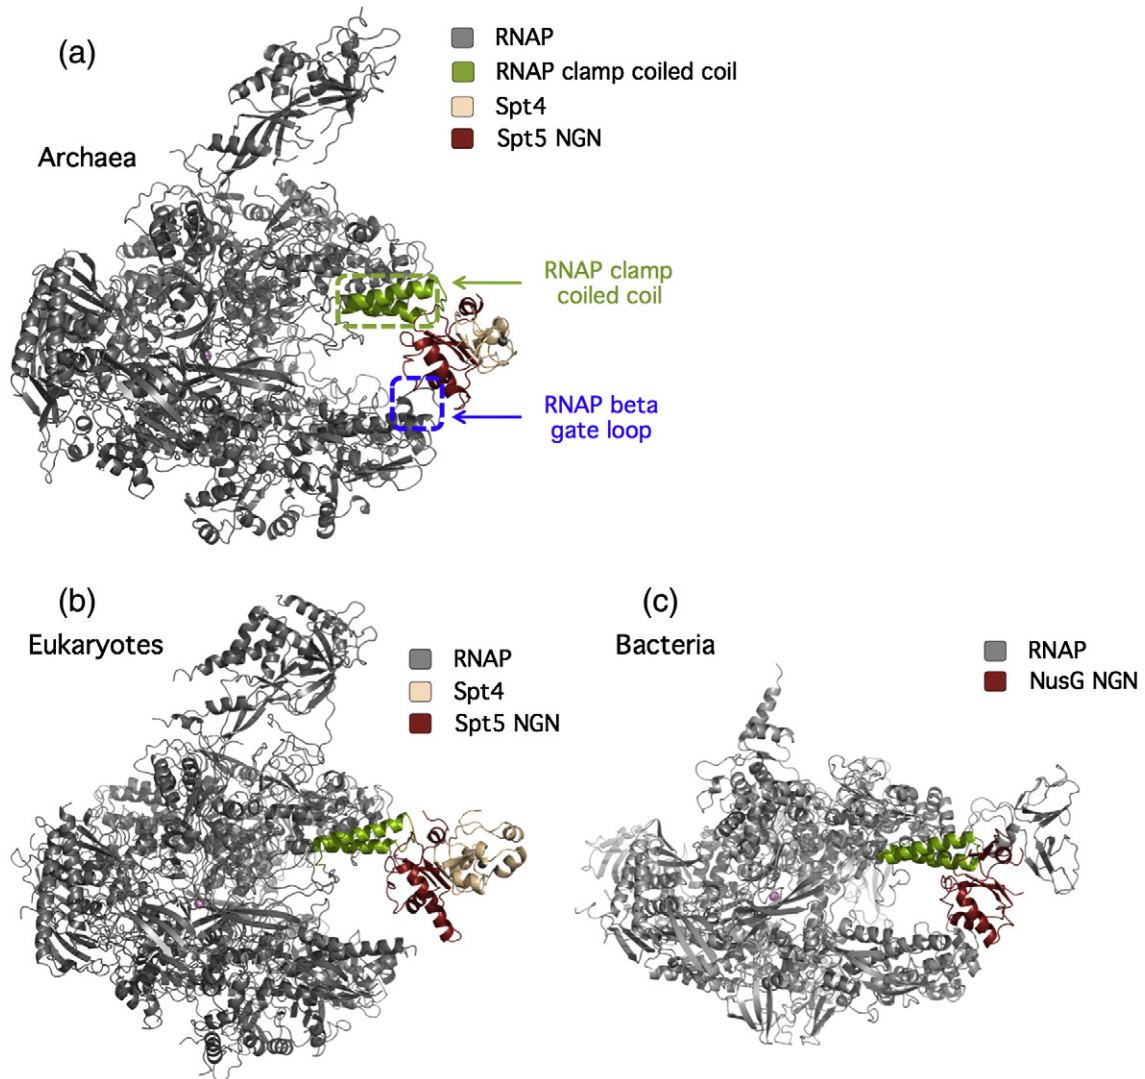 (a)
Archaea
RNAP
RNAP clamp coiled coil
Spt4
Spt5 NGN
RNAP clamp
coiled coil
RNAP beta
gate loop
(b)
Eukaryotes
RNAP
Spt4
Spt5 NGN
(c)
Bacteria
RNAP
NusG NGN